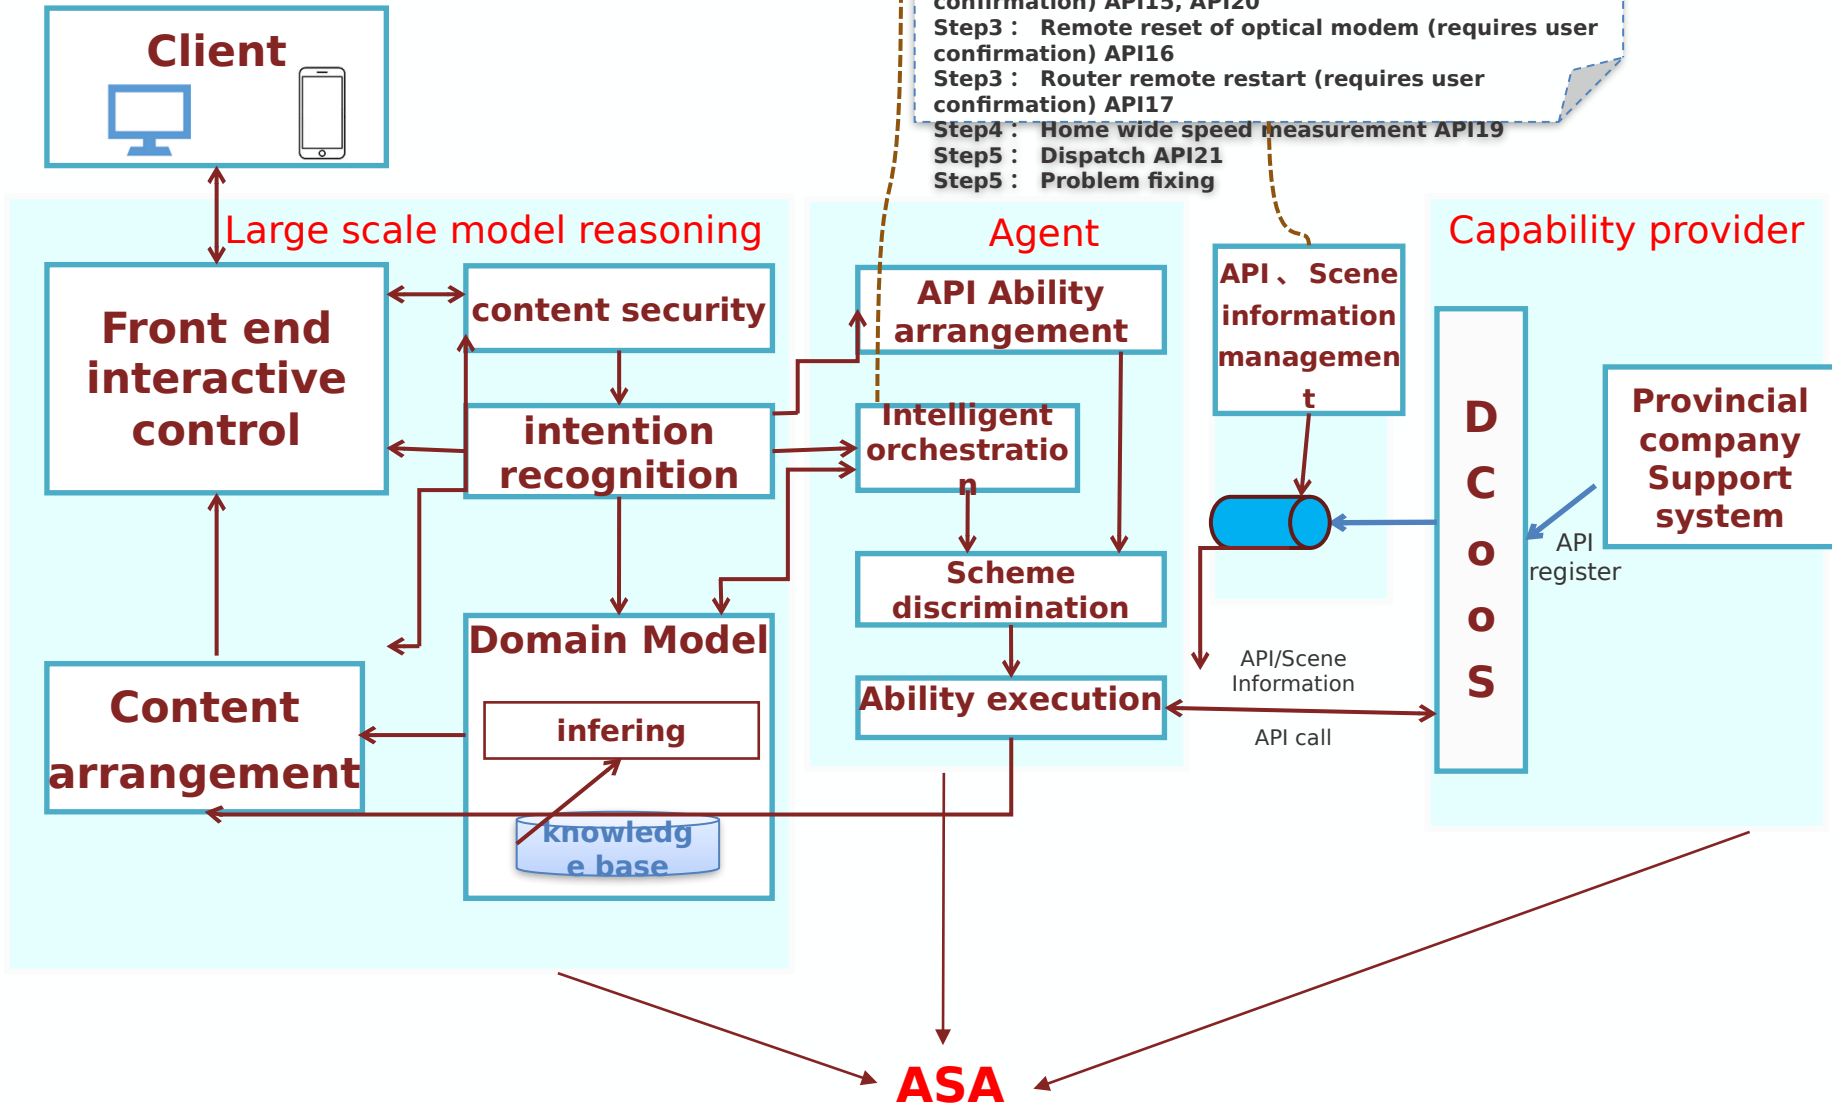 Client
confirmation) API15, API20
Step3： Remote reset of optical modem (requires user
confirmation) API16
Step3： Router remote restart (requires user
confirmation) API17
Step4： Home wide speed measurement API19
Step5： Dispatch API21
Step5： Problem fixing
Large scale model reasoning
Agent
Capability provider
Front end
interactive
control
content security
intention
recognition
Content
arrangement
Domain Model
infering
knowledg
e base
API Ability
arrangement
Intelligent
orchestratio
n
Scheme
discrimination
Ability execution
API、Scene
information
managemen
t
API/Scene
Information
API call
D
C
o
o
S
API
register
Provincial
company
Support
system
ASA